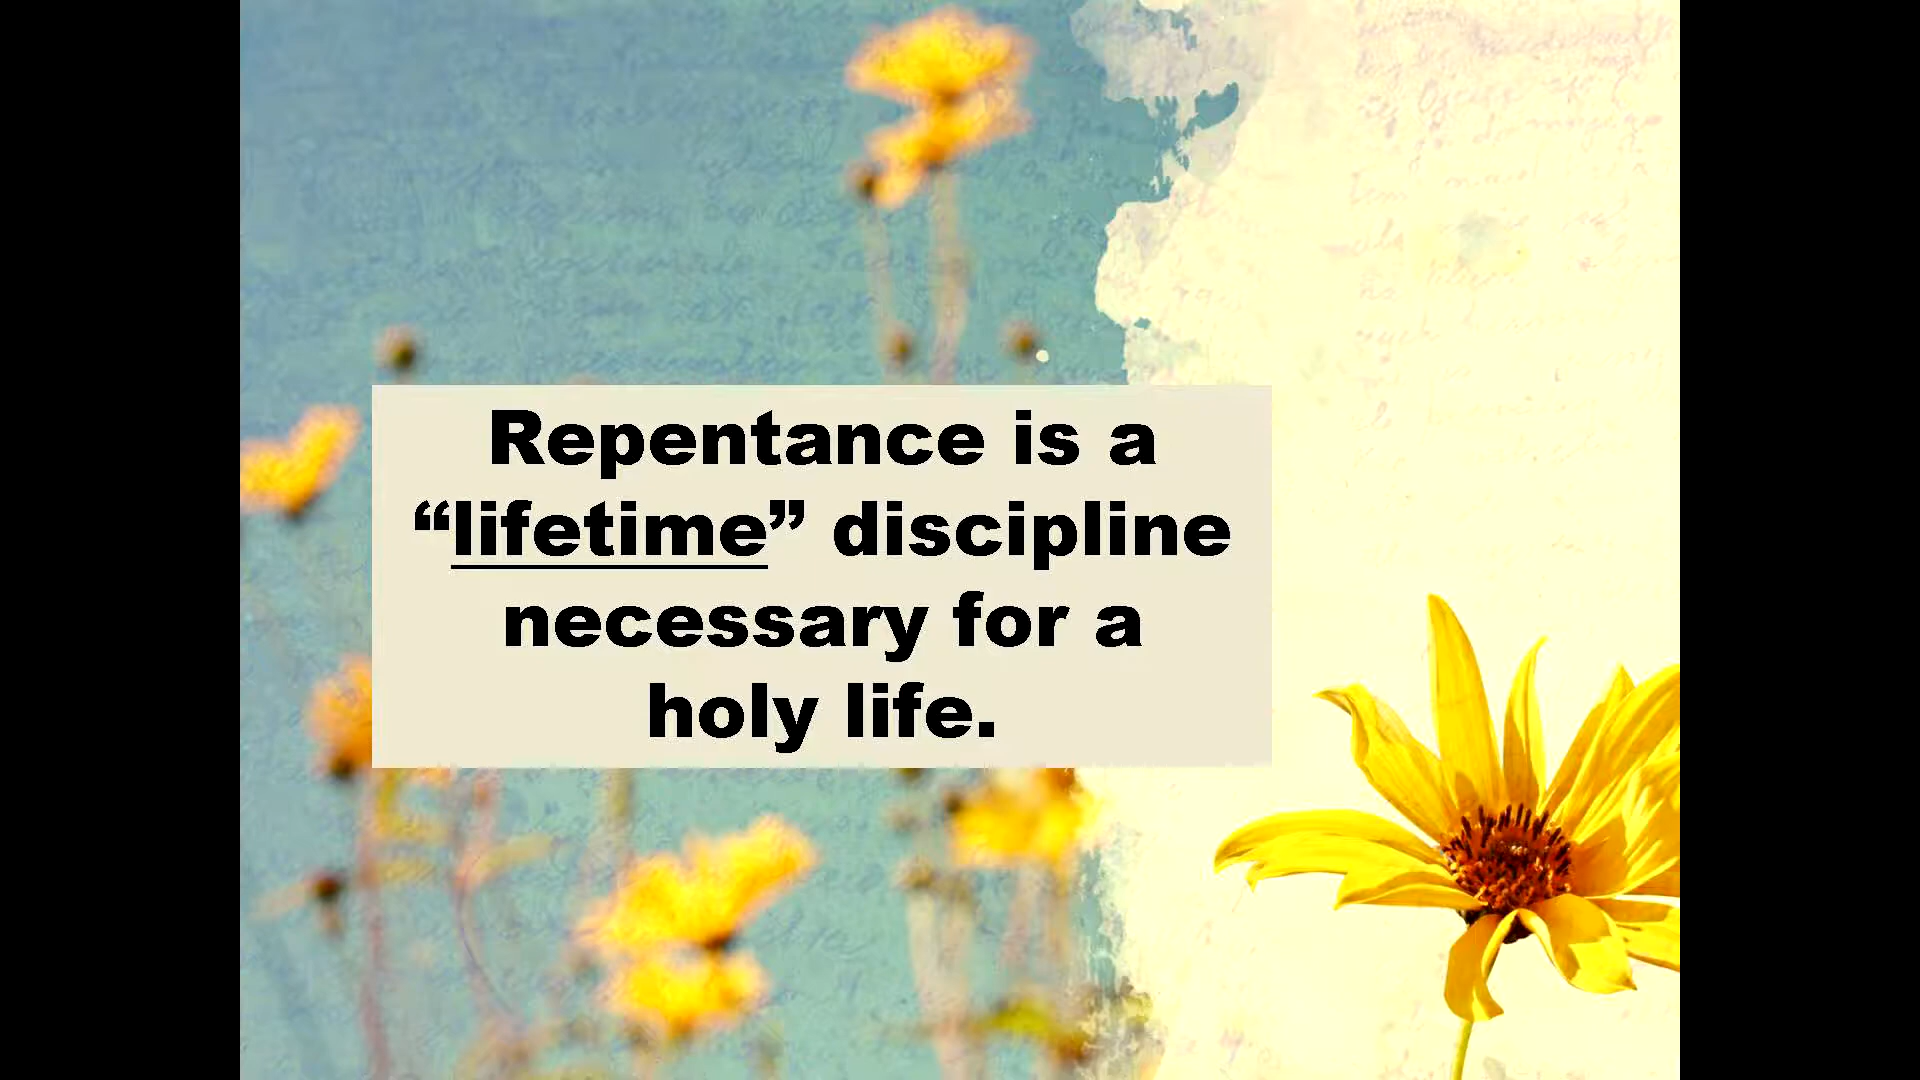 Repentance is a
“lifetime” discipline
necessary for a
holy life.